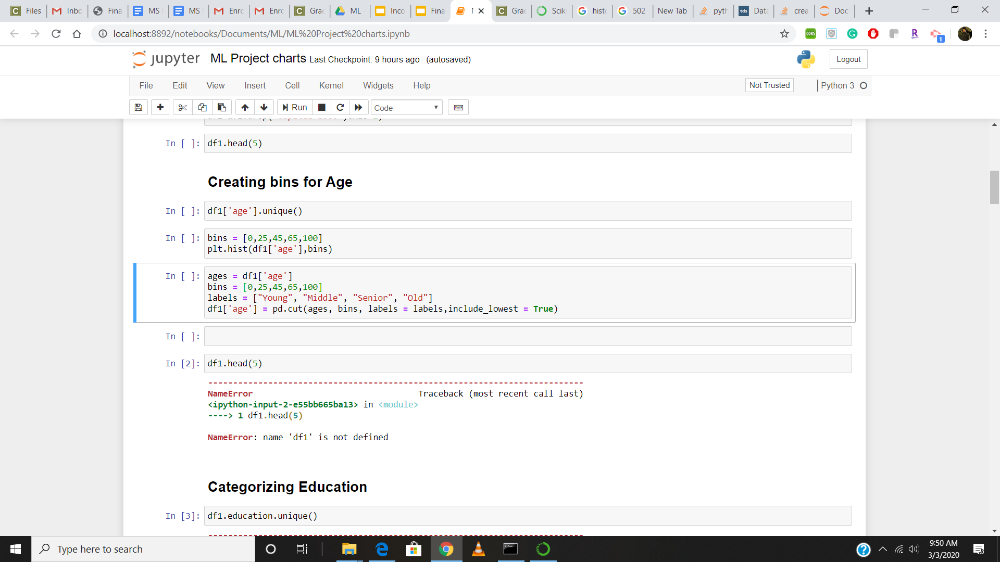 Files
Inbo
Fina
MS
MS
Enro
Enro
Grac
ML
Inco
Fina
Grac
Scik
hist
502
New Tab
pyth
tds
Data
crea
Doc
localhost:8892/notebooks/Documents/ML/ML%20Project%20charts.ipynb
CORS
R
1
jupyter ML Project charts Last Checkpoint: 9 hours ago (autosaved)
Logout
File Edit View Insert Cell Kernel Widgets Help
Not Trusted
Python 3
Run
Code
In [ ]: df1.head(5)
Creating bins for Age
In [ ]: df1['age'].unique()
In [ ]: bins = [0,25,45,65,100]
plt.hist(df1['age'],bins)
In [ ]: ages = df1['age']
bins = [0,25,45,65,100]
labels = ["Young", "Middle", "Senior", "Old"]
df1['age'] = pd.cut(ages, bins, labels = labels,include_lowest = True)
In [ ]:
In [2]: df1.head(5)
---------------------------------------------------------------------------
NameError Traceback (most recent call last)
<ipython-input-2-e55bb665ba13> in <module>
----> 1 df1.head(5)
NameError: name 'df1' is not defined
Categorizing Education
In [3]: df1.education.unique()
---------------------------------------------------------------------------
Type here to search
9:50 AM
3/3/2020